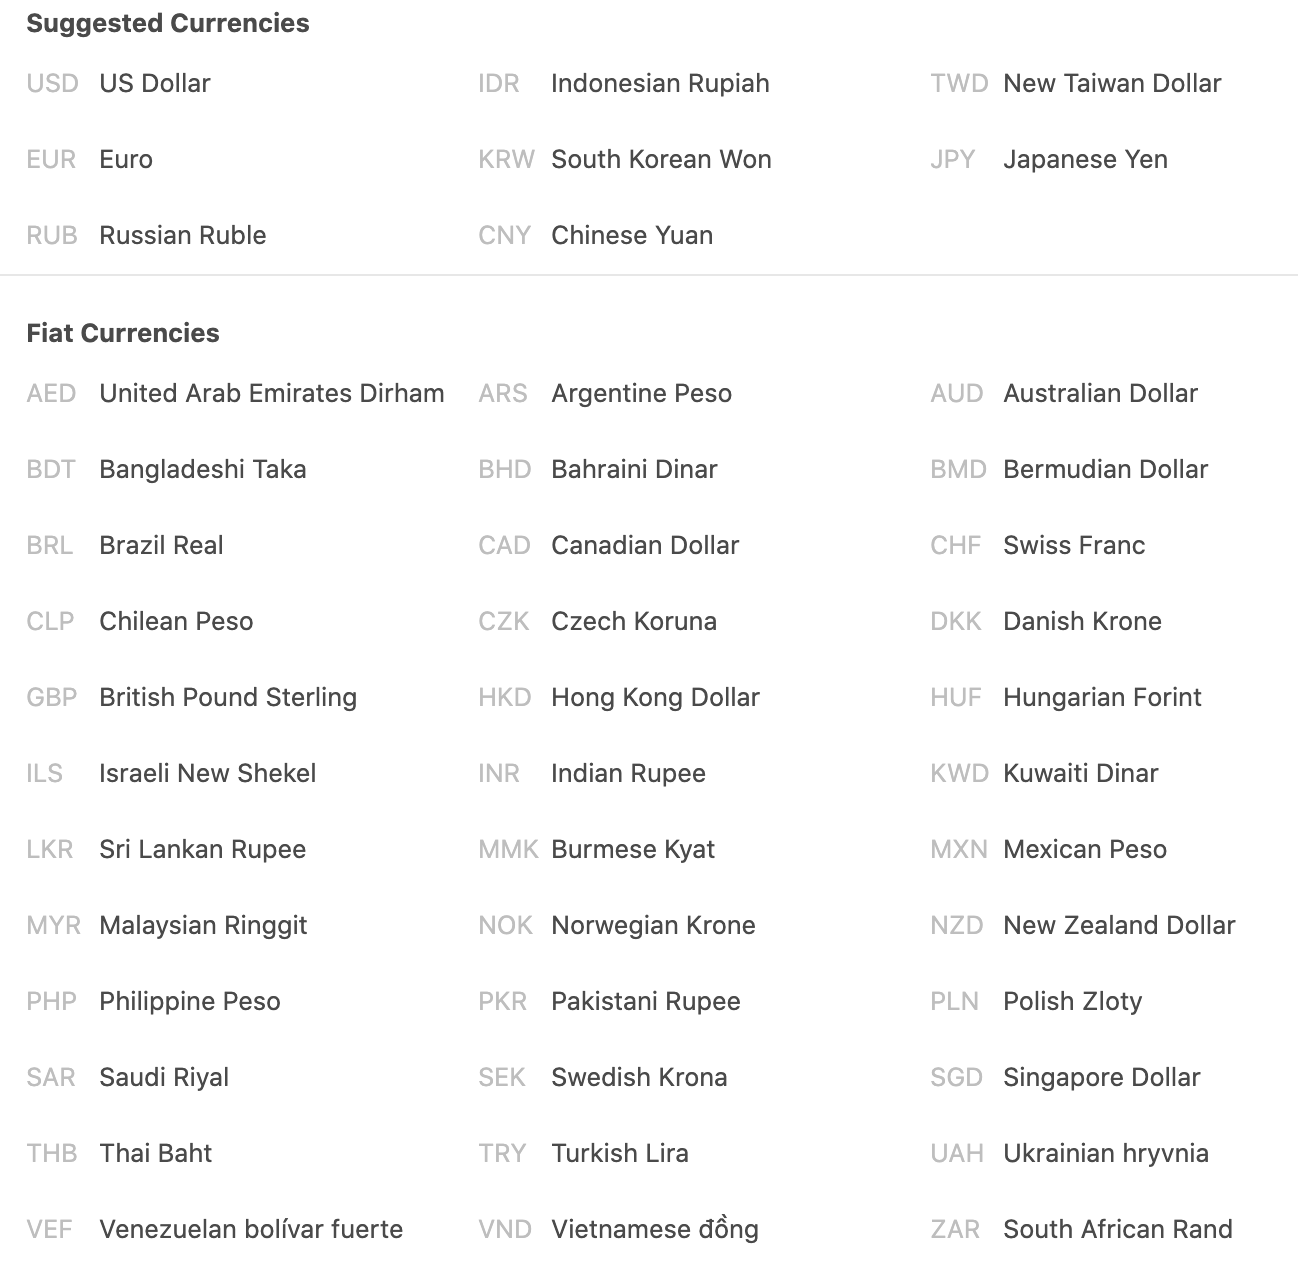 Suggested Currencies
USD US Dollar IDR Indonesian Rupiah TWD New Taiwan Dollar
EUR Euro KRW South Korean Won JPY Japanese Yen
RUB Russian Ruble CNY Chinese Yuan
Fiat Currencies
AED United Arab Emirates Dirham ARS Argentine Peso AUD Australian Dollar
BDT Bangladeshi Taka BHD Bahraini Dinar BMD Bermudian Dollar
BRL Brazil Real CAD Canadian Dollar CHF Swiss Franc
CLP Chilean Peso CZK Czech Koruna DKK Danish Krone
GBP British Pound Sterling HKD Hong Kong Dollar HUF Hungarian Forint
ILS Israeli New Shekel INR Indian Rupee KWD Kuwaiti Dinar
LKR Sri Lankan Rupee MMK Burmese Kyat MXN Mexican Peso
MYR Malaysian Ringgit NOK Norwegian Krone NZD New Zealand Dollar
PHP Philippine Peso PKR Pakistani Rupee PLN Polish Zloty
SAR Saudi Riyal SEK Swedish Krona SGD Singapore Dollar
THB Thai Baht TRY Turkish Lira UAH Ukrainian hryvnia
VEF Venezuelan bolívar fuerte VND Vietnamese đồng ZAR South African Rand